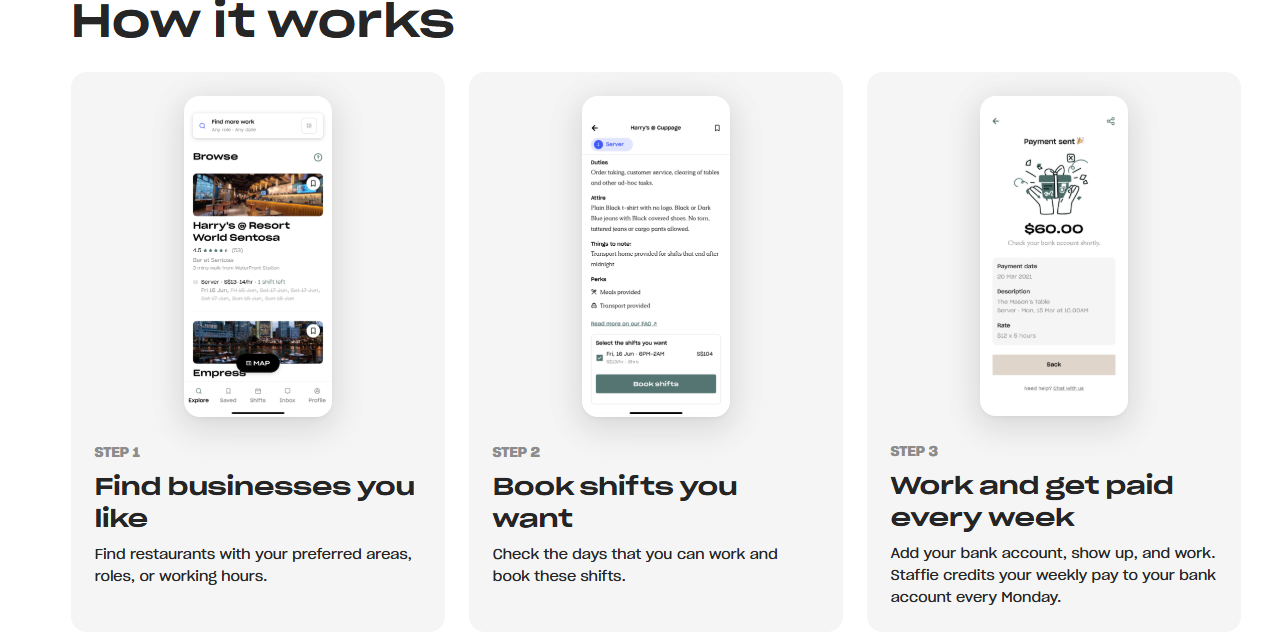 How it works
Find more work
Any role · Any date
Browse
Harry's @ Resort
World Sentosa
4.5 ★★★★★ (53)
Bar at Sentosa
3 mins walk from WaterFront Station
Server · S$13-14/hr · 1 shift left
Fri 16 Jun, Fri 16 Jun, Sat 17 Jun, Sat 17 Jun,
Sat 17 Jun, Sun 18 Jun, Sun 18 Jun
MAP
Empress
Explore Saved Shifts Inbox Profile
STEP 1
Find businesses you
like
Find restaurants with your preferred areas,
roles, or working hours.
Harry's @ Cuppage
1 Server
Duties
Order taking, customer service, clearing of tables
and other ad-hoc tasks.
Attire
Plain Black t-shirt with no logo. Black or Dark
Blue jeans with Black covered shoes. No torn,
tattered jeans or cargo pants allowed.
Things to note:
Transport home provided for shifts that end after
midnight
Perks
Meals provided
Transport provided
Read more on our FAQ ↗
Select the shifts you want
Fri, 16 Jun · 6PM-2AM S$104
S$13/hr · 8hrs
Book shifts
STEP 2
Book shifts you
want
Check the days that you can work and
book these shifts.
Payment sent 🎉
$60.00
Check your bank account shortly.
Payment date
20 Mar 2021
Description
The Mason's Table
Server - Mon, 15 Mar at 10.00AM
Rate
$12 x 5 hours
Back
Need help? Chat with us
STEP 3
Work and get paid
every week
Add your bank account, show up, and work.
Staffie credits your weekly pay to your bank
account every Monday.